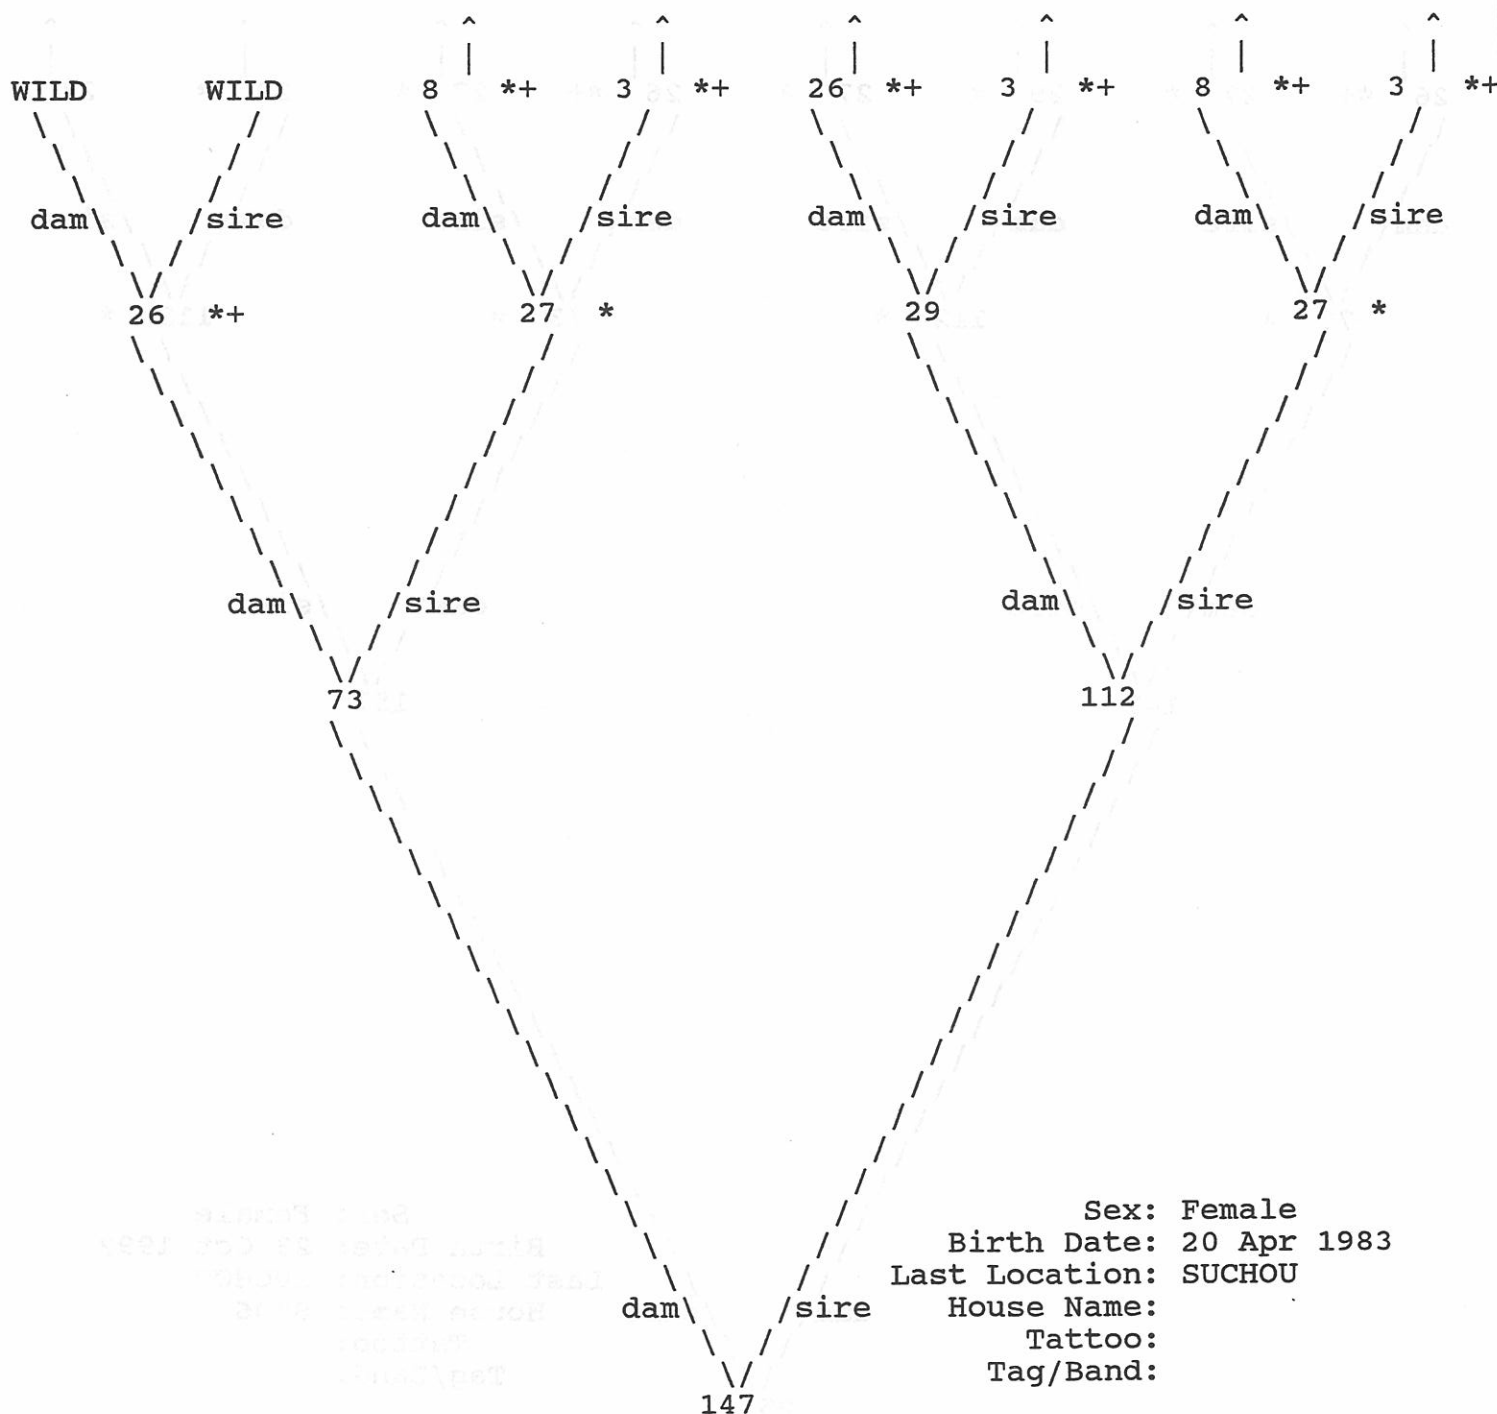 WILD WILD 8 *+ 3 *+ 26 *+ 3 *+ 8 *+ 3 *+
dam sire dam sire dam sire dam sire
26 *+ 27 * 29 27 *
dam sire dam sire
73 112
Sex: Female
Birth Date: 20 Apr 1983
Last Location: SUCHOU
dam sire House Name:
Tattoo:
Tag/Band:
147